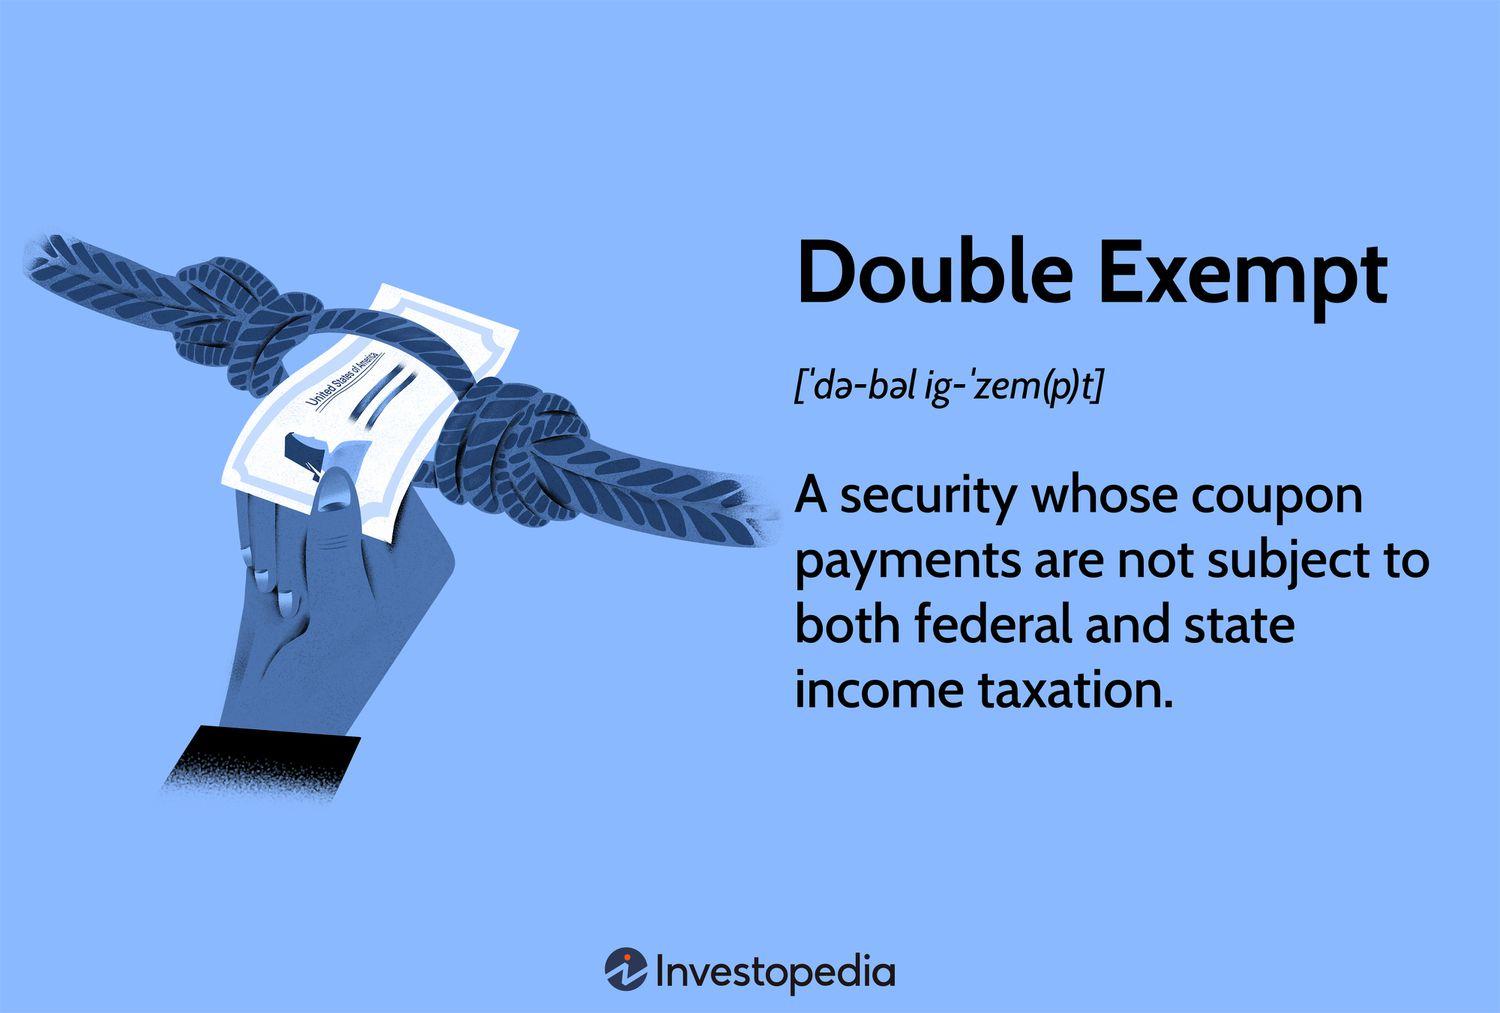 United States of America
Double Exempt
[ˈdə-bəl ig-ˈzem(p)t]
A security whose coupon
payments are not subject to
both federal and state
income taxation.
Investopedia